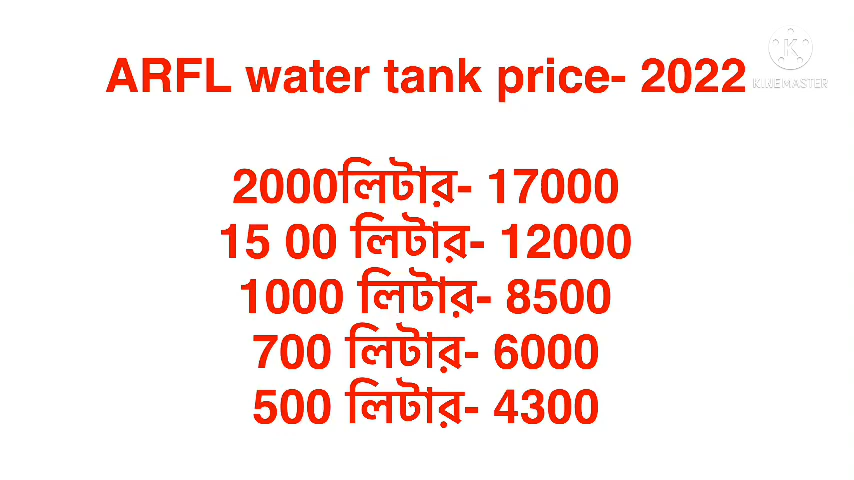 ARFL water tank price- 2022
KINEMASTER
2000লিটার- 17000
15 00 লিটার- 12000
1000 লিটার- 8500
700 লিটার- 6000
500 লিটার- 4300